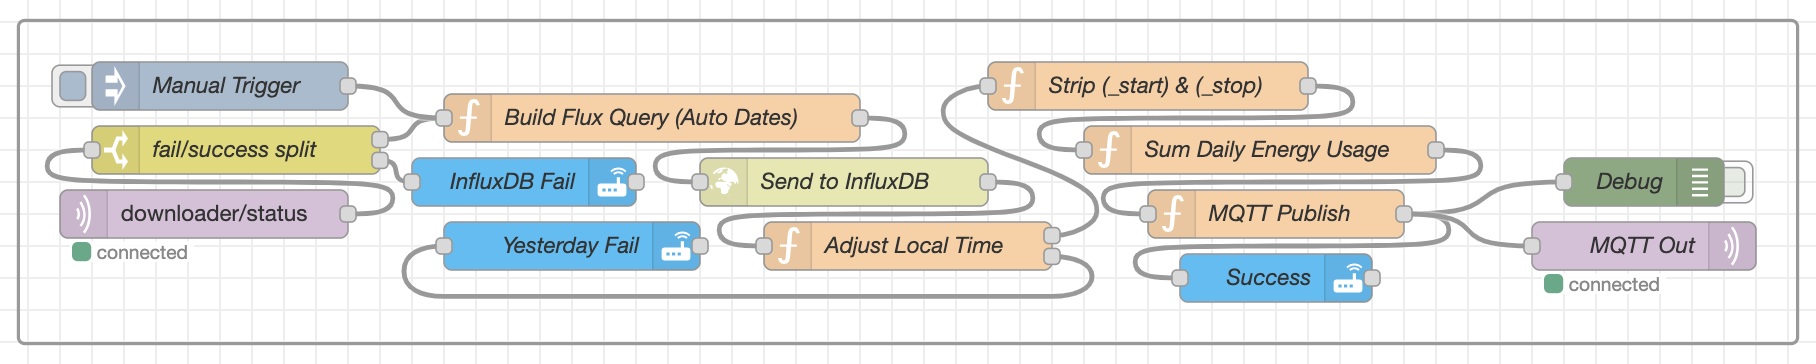 Manual Trigger
fail/success split
downloader/status
connected
Build Flux Query (Auto Dates)
InfluxDB Fail
Yesterday Fail
Send to InfluxDB
Adjust Local Time
Strip (_start) & (_stop)
Sum Daily Energy Usage
MQTT Publish
Success
Debug
MQTT Out
connected